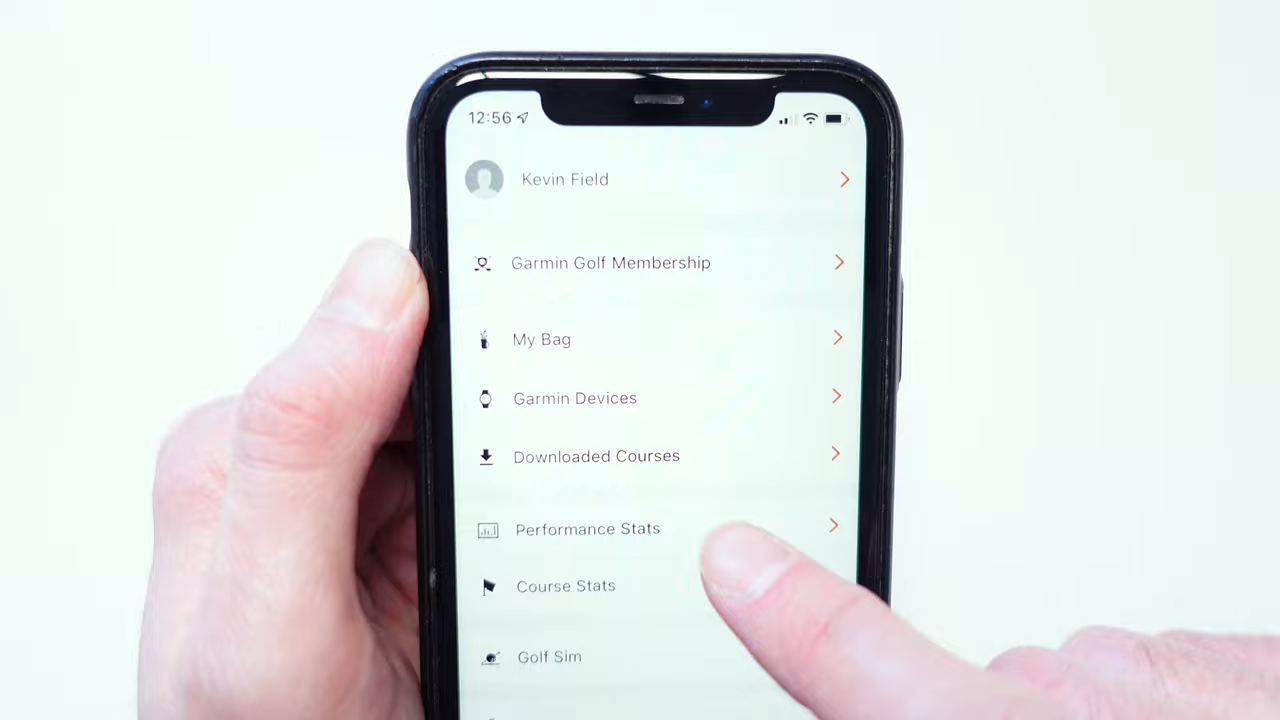 12:56
Kevin Field
Garmin Golf Membership
My Bag
Garmin Devices
Downloaded Courses
Performance Stats
Course Stats
Golf Sim